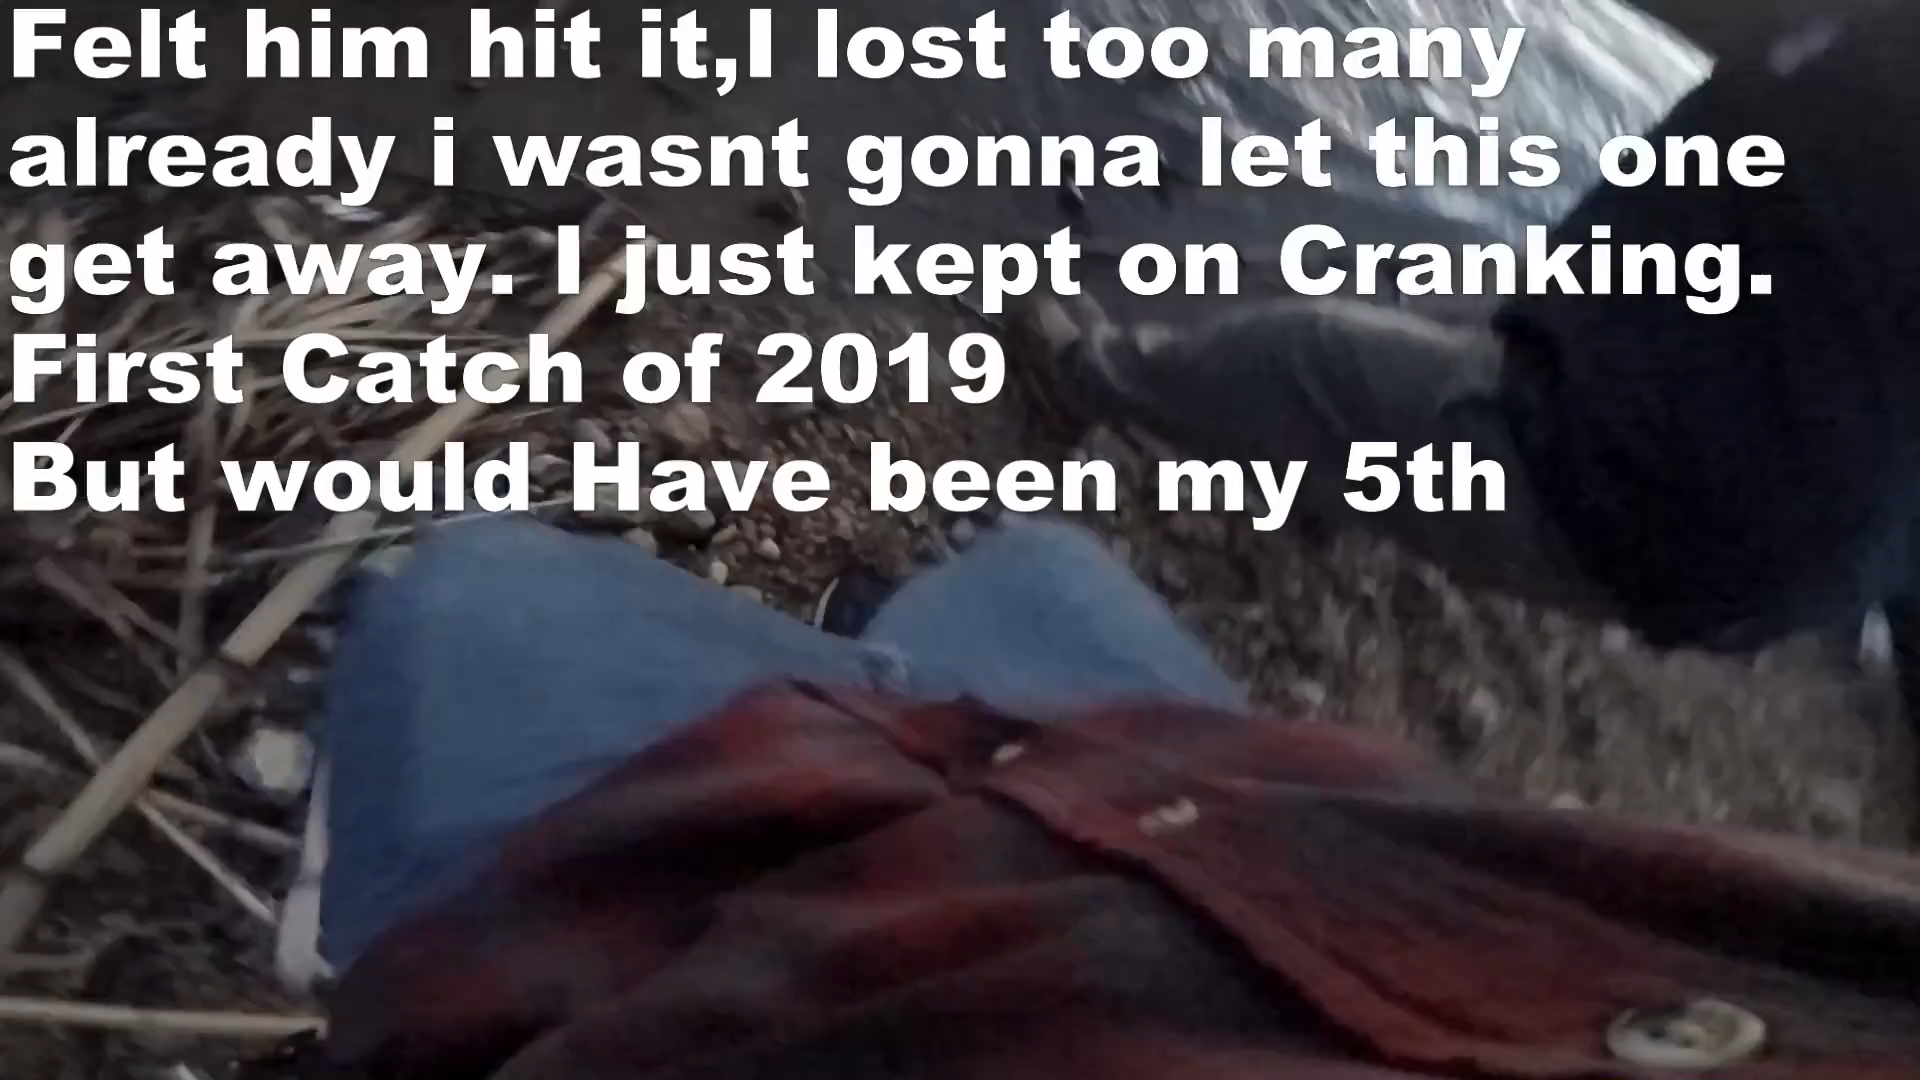 Felt him hit it,I lost too many
already i wasnt gonna let this one
get away. I just kept on Cranking.
First Catch of 2019
But would Have been my 5th